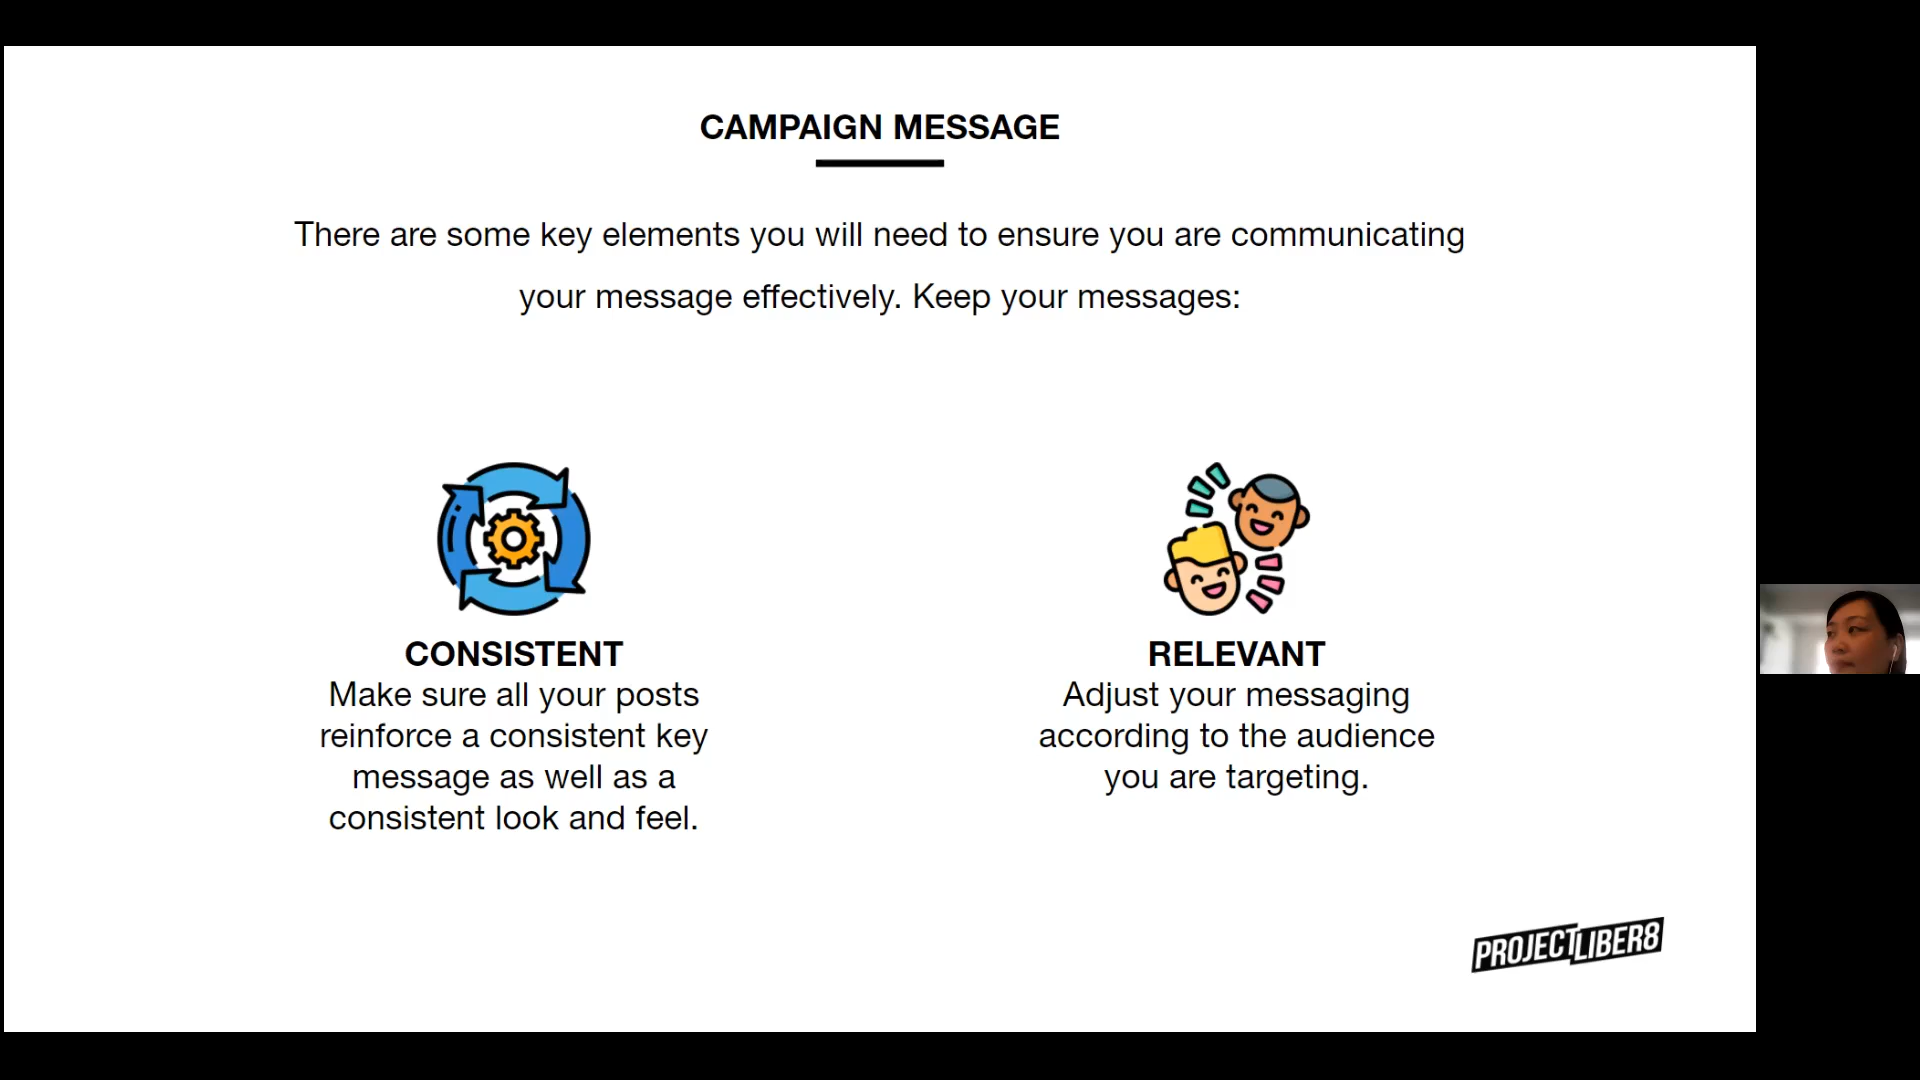 CAMPAIGN MESSAGE
There are some key elements you will need to ensure you are communicating
your message effectively. Keep your messages:
CONSISTENT
Make sure all your posts
reinforce a consistent key
message as well as a
consistent look and feel.
RELEVANT
Adjust your messaging
according to the audience
you are targeting.
PROJECTLIBER8